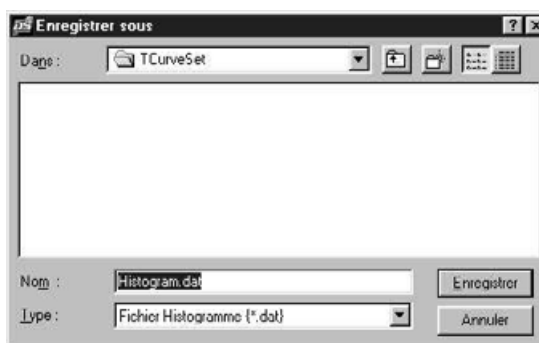 Enregistrer sous
Dans :
TCurveSet
Nom :
Histogram.dat
Enregistrer
Type :
Fichier Histogramme (*.dat)
Annuler